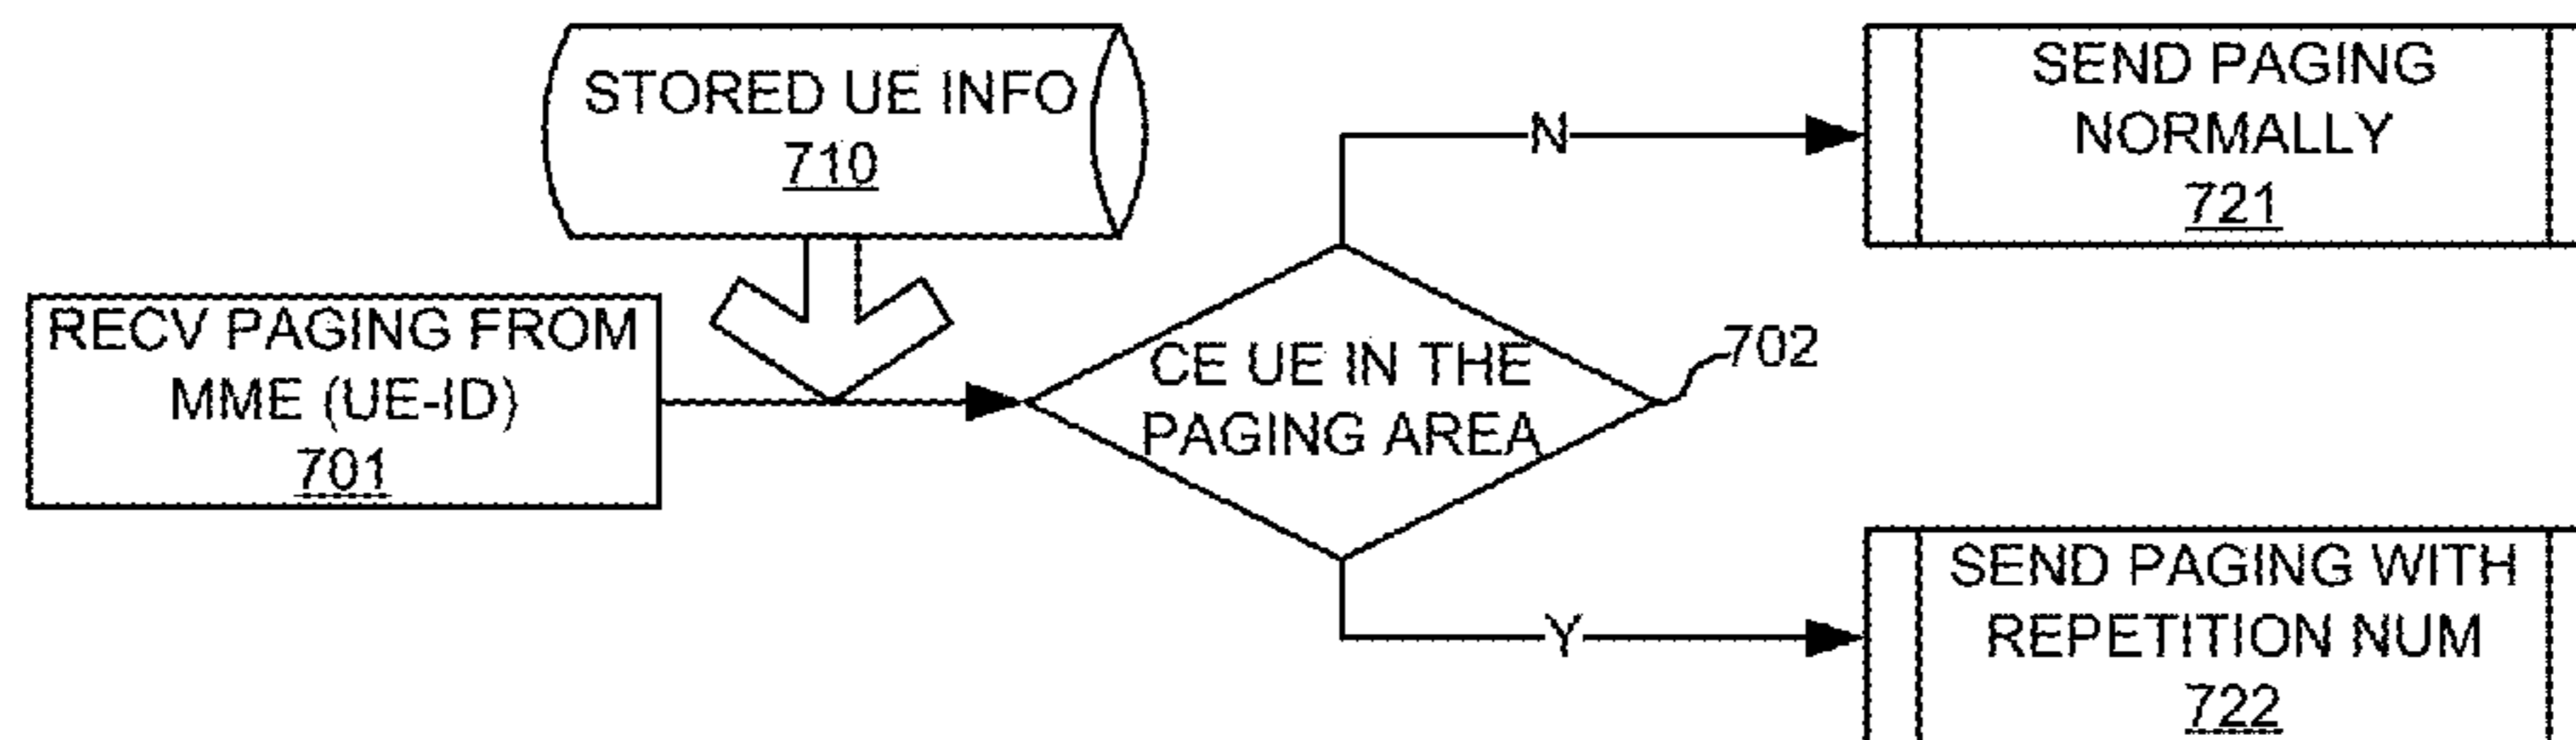 STORED UE INFO
710
RECV PAGING FROM
MME (UE-ID)
701
CE UE IN THE
PAGING AREA
702
N
SEND PAGING
NORMALLY
721
Y
SEND PAGING WITH
REPETITION NUM
722